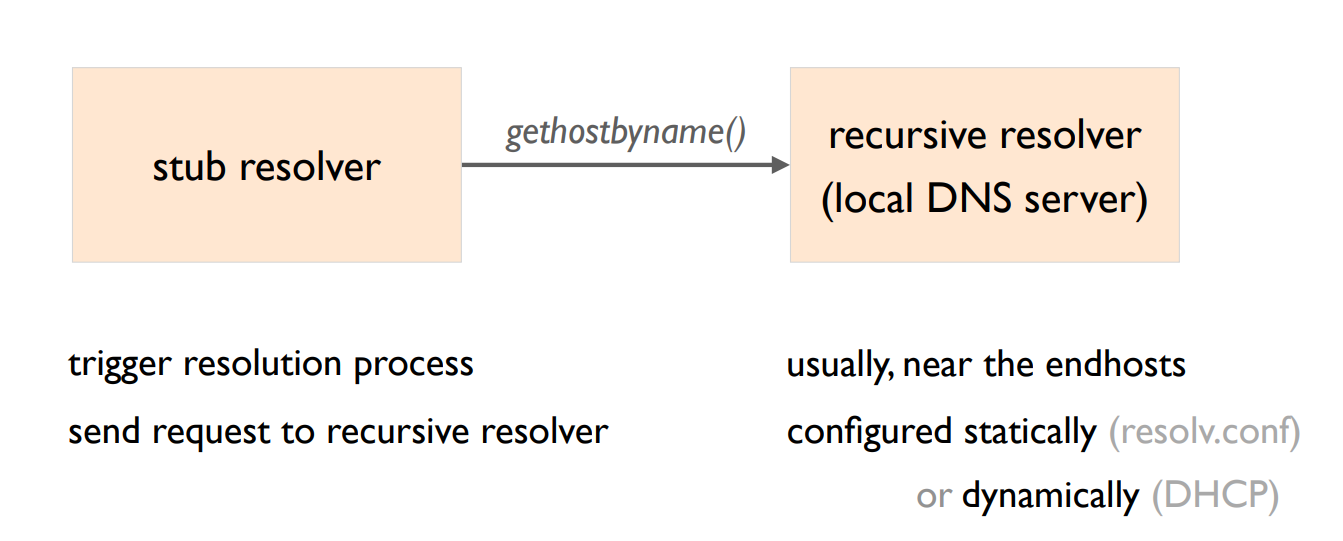 stub resolver
gethostbyname()
recursive resolver
(local DNS server)
trigger resolution process
send request to recursive resolver
usually, near the endhosts
configured statically (resolv.conf)
or dynamically (DHCP)